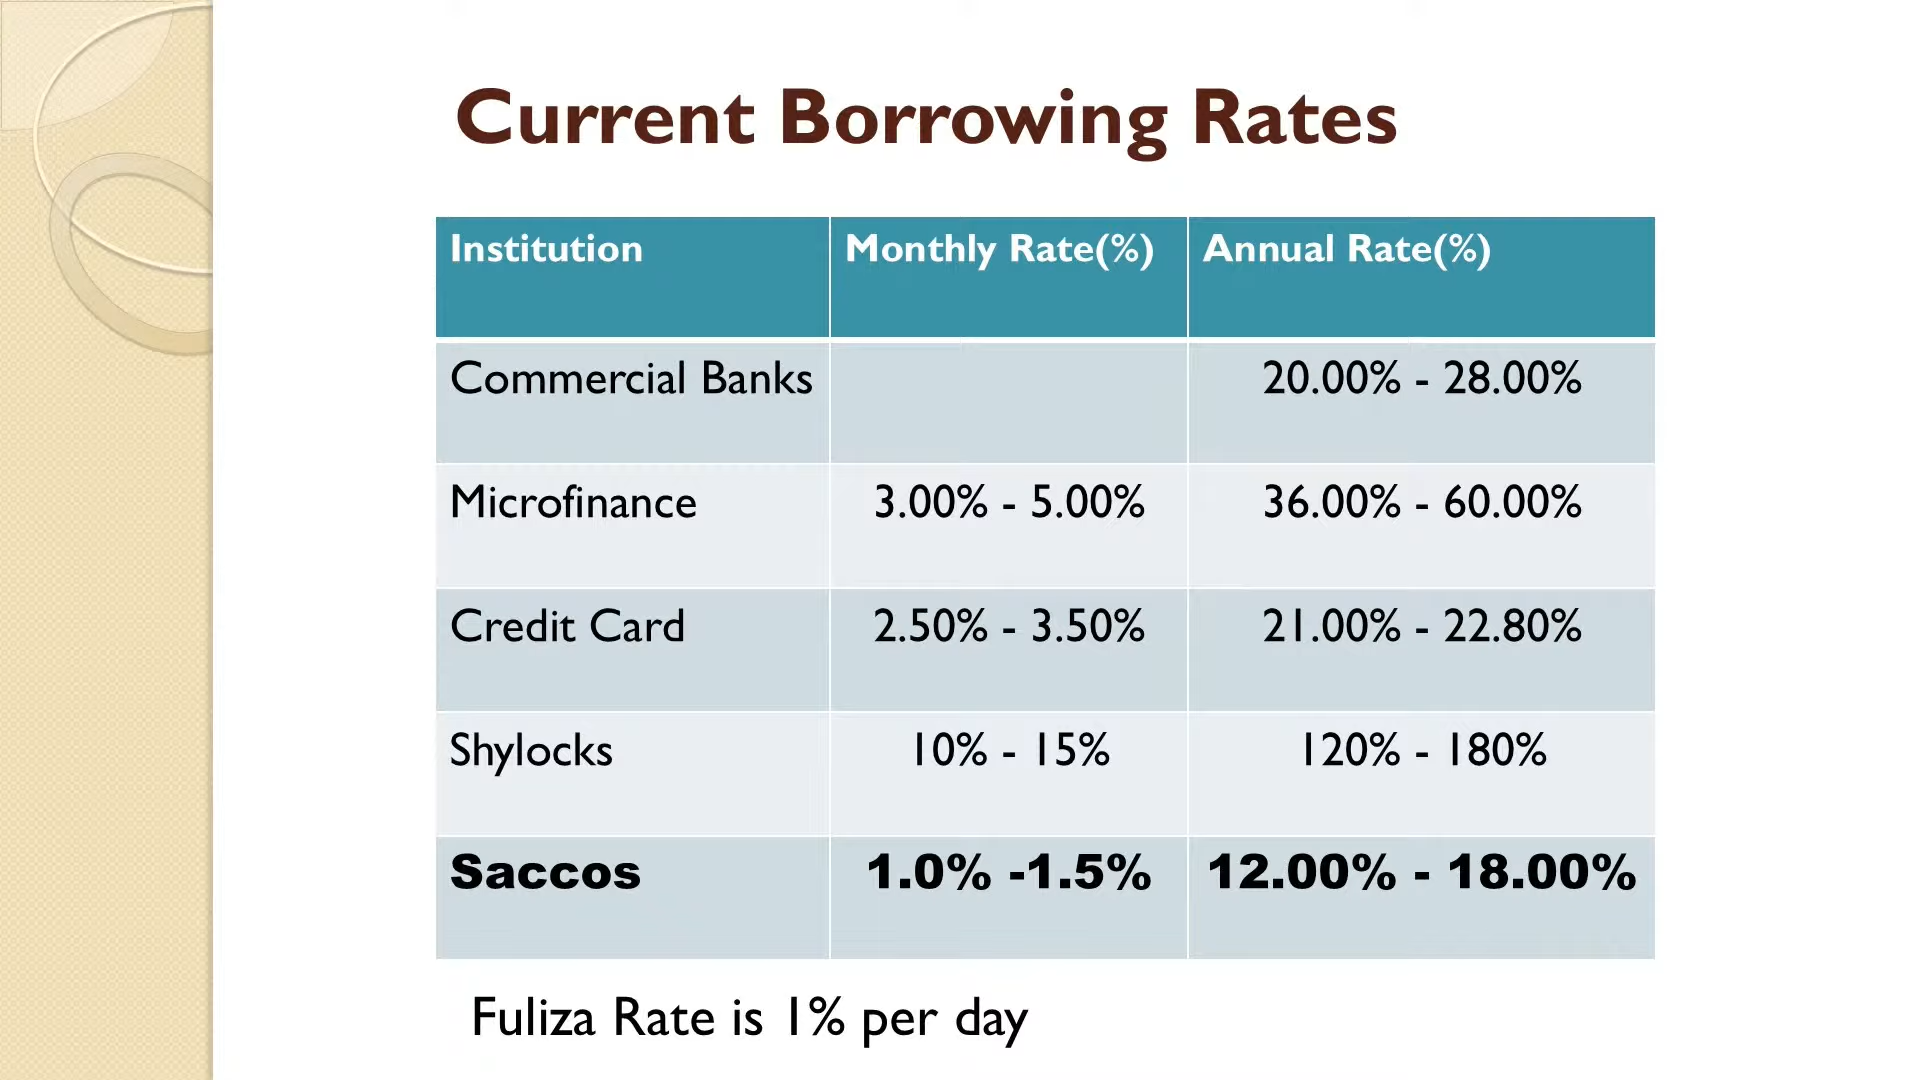 Current Borrowing Rates
Institution Monthly Rate(%) Annual Rate(%)
Commercial Banks 20.00% - 28.00%
Microfinance 3.00% - 5.00% 36.00% - 60.00%
Credit Card 2.50% - 3.50% 21.00% - 22.80%
Shylocks 10% - 15% 120% - 180%
Saccos 1.0% -1.5% 12.00% - 18.00%
Fuliza Rate is 1% per day